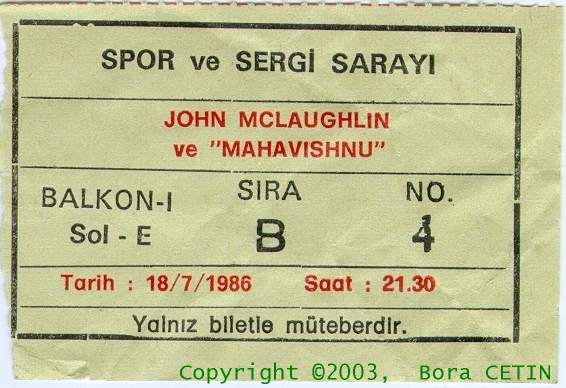 SPOR ve SERGİ SARAYI
JOHN MCLAUGHLIN
ve "MAHAVISHNU"
BALKON-I
Sol - E
SIRA
B
NO.
4
Tarih : 18/7/1986 Saat : 21.30
Yalnız biletle müteberdir.
Copyright ©2003, Bora CETIN